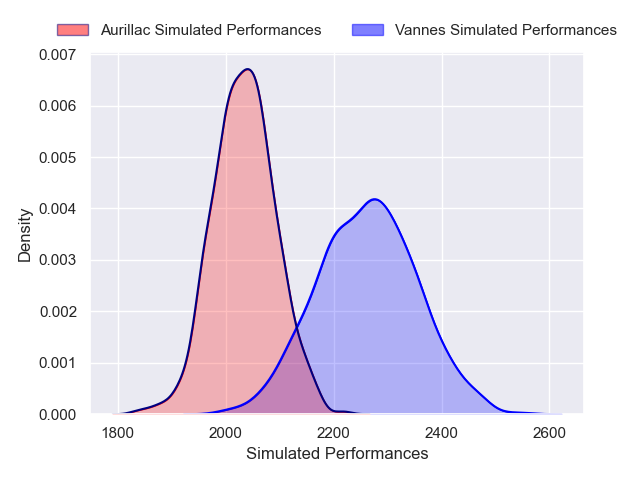 Aurillac Simulated Performances Vannes Simulated Performances
0.007
0.006
0.005
0.004
0.003
0.002
0.001
0.000
Density
1800 2000 2200 2400 2600
Simulated Performances